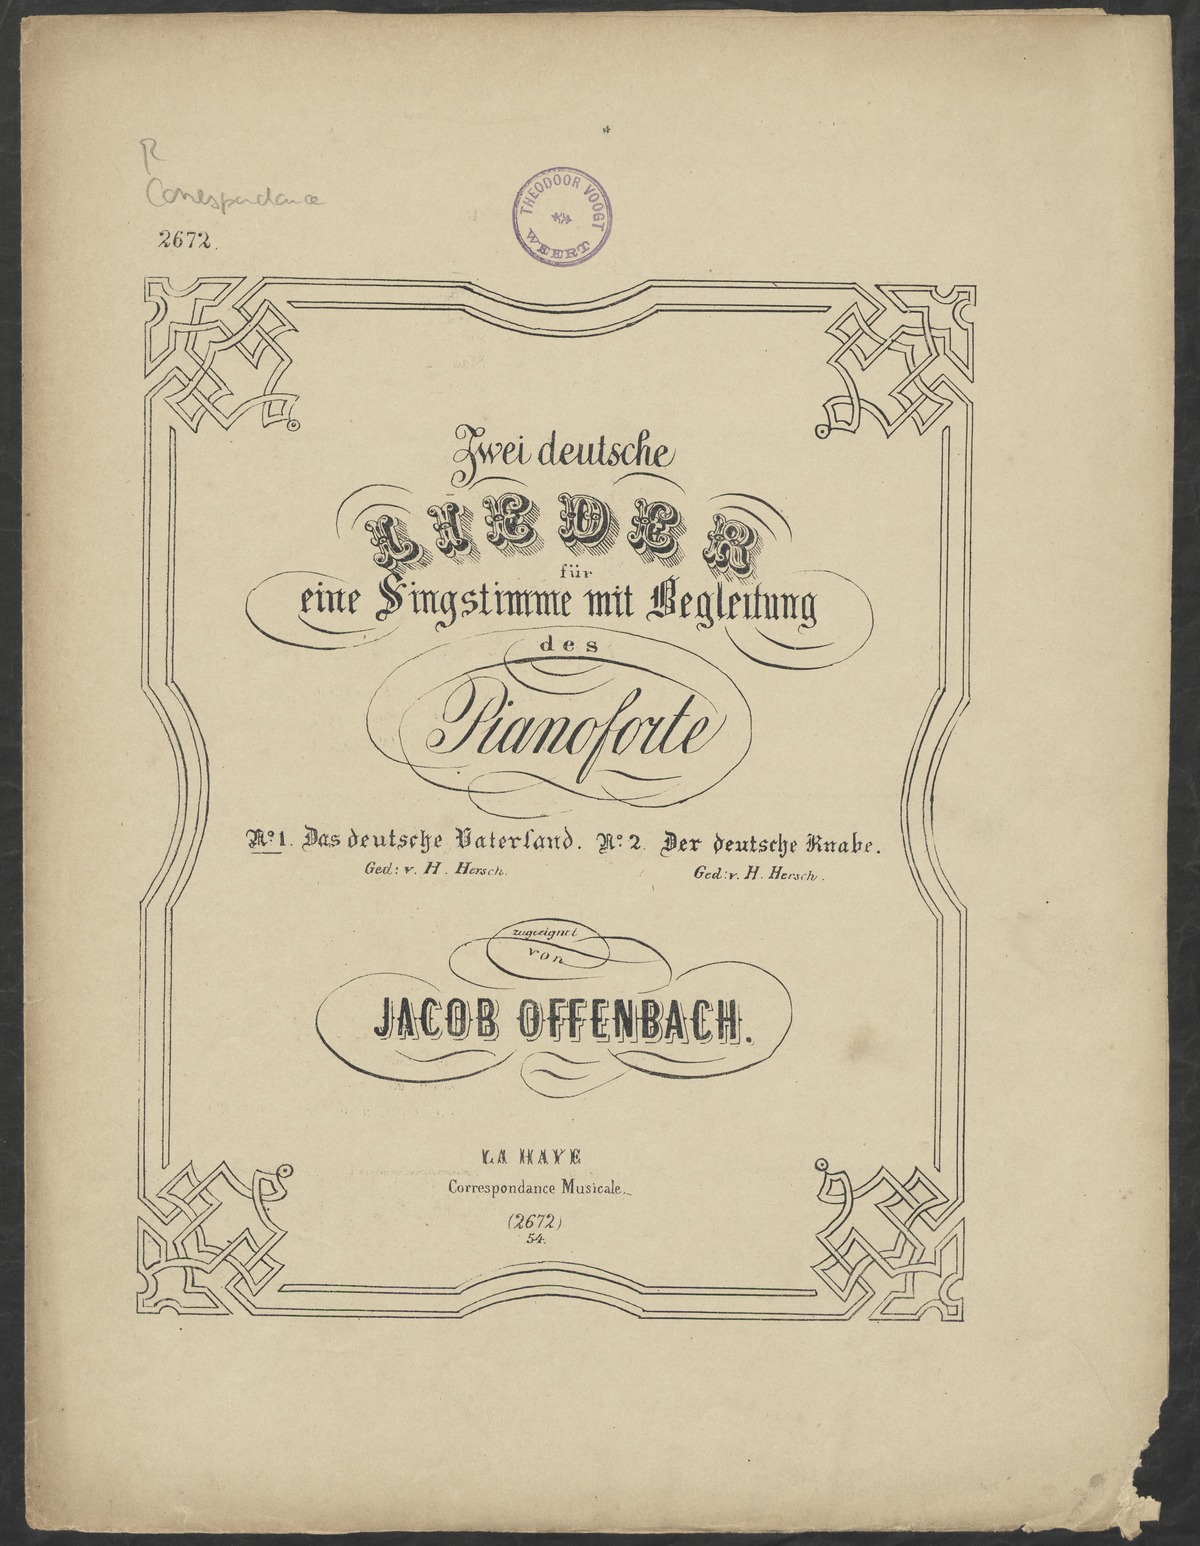 R
Correspondance
2672.
THEODOOR VOOGT
WEERT
Zwei deutsche
LIEDER
für
eine Singstimme mit Begleitung
des
Pianoforte
No. 1. Das deutsche Vaterland. No. 2. Der deutsche Knabe.
Ged: v. H. Hersch. Ged: v. H. Hersch.
zugeeignet
von
JACOB OFFENBACH.
LA HAYE
Correspondance Musicale.
(2672)
54.